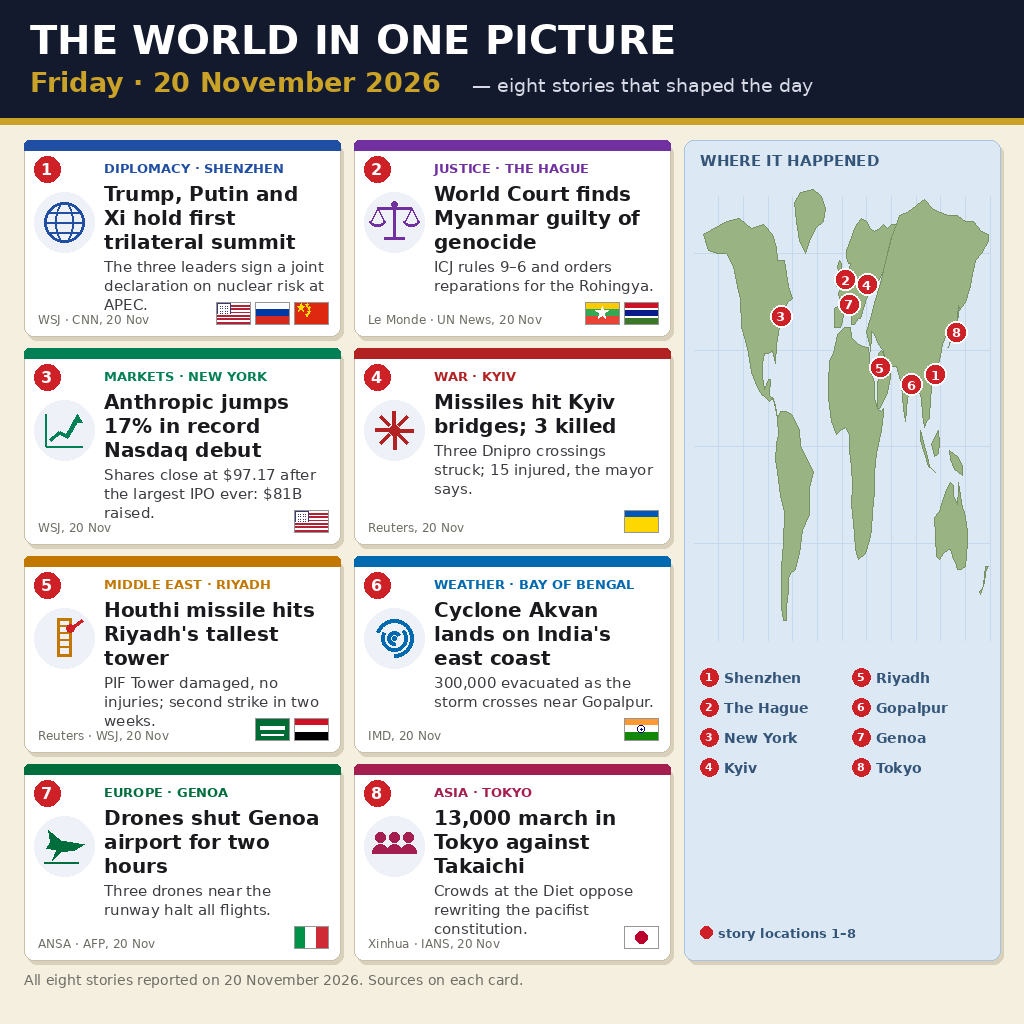 THE WORLD IN ONE PICTURE
Friday · 20 November 2026 — eight stories that shaped the day
1
DIPLOMACY · SHENZHEN
Trump, Putin and
Xi hold first
trilateral summit
The three leaders sign a joint
declaration on nuclear risk at
APEC.
WSJ · CNN, 20 Nov
2
JUSTICE · THE HAGUE
World Court finds
Myanmar guilty of
genocide
ICJ rules 9–6 and orders
reparations for the Rohingya.
Le Monde · UN News, 20 Nov
3
MARKETS · NEW YORK
Anthropic jumps
17% in record
Nasdaq debut
Shares close at $97.17 after
the largest IPO ever: $81B
raised.
WSJ, 20 Nov
4
WAR · KYIV
Missiles hit Kyiv
bridges; 3 killed
Three Dnipro crossings
struck; 15 injured, the mayor
says.
Reuters, 20 Nov
5
MIDDLE EAST · RIYADH
Houthi missile hits
Riyadh's tallest
tower
PIF Tower damaged, no
injuries; second strike in two
weeks.
Reuters · WSJ, 20 Nov
6
WEATHER · BAY OF BENGAL
Cyclone Akvan
lands on India's
east coast
300,000 evacuated as the
storm crosses near Gopalpur.
IMD, 20 Nov
7
EUROPE · GENOA
Drones shut Genoa
airport for two
hours
Three drones near the
runway halt all flights.
ANSA · AFP, 20 Nov
8
ASIA · TOKYO
13,000 march in
Tokyo against
Takaichi
Crowds at the Diet oppose
rewriting the pacifist
constitution.
Xinhua · IANS, 20 Nov
WHERE IT HAPPENED
2
4
7
3
8
5
1
6
1 Shenzhen
2 The Hague
3 New York
4 Kyiv
5 Riyadh
6 Gopalpur
7 Genoa
8 Tokyo
story locations 1–8
All eight stories reported on 20 November 2026. Sources on each card.